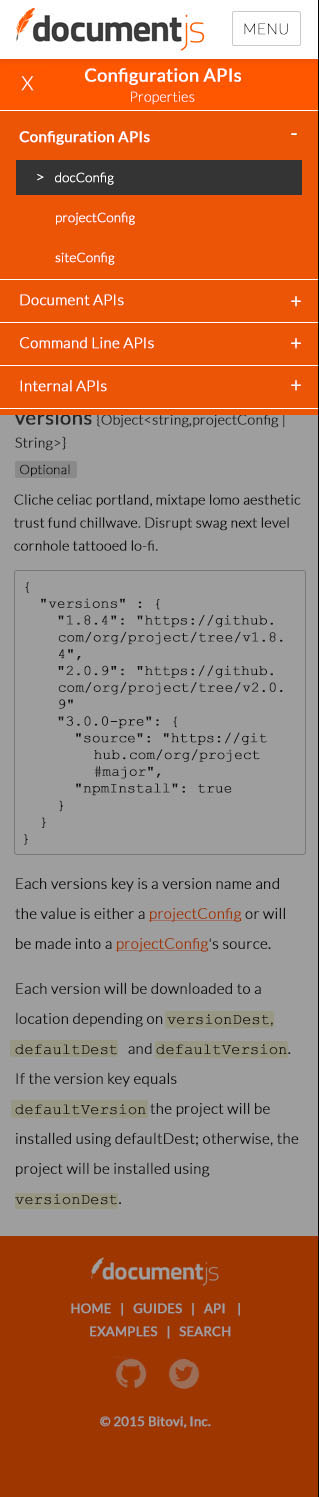 documentjs
MENU
X
Configuration APIs
Properties
Configuration APIs
-
> docConfig
projectConfig
siteConfig
Document APIs +
Command Line APIs +
Internal APIs +
versions {Object<string,projectConfig |
String>}
Optional
Cliche celiac portland, mixtape lomo aesthetic
trust fund chillwave. Disrupt swag next level
cornhole tattooed lo-fi.
{
"versions" : {
"1.8.4": "https://github.
com/org/project/tree/v1.8.
4",
"2.0.9": "https://github.
com/org/project/tree/v2.0.
9"
"3.0.0-pre": {
"source": "https://git
hub.com/org/project
#major",
"npmInstall": true
}
}
}
Each versions key is a version name and
the value is either a projectConfig or will
be made into a projectConfig's source.
Each version will be downloaded to a
location depending on versionDest,
defaultDest and defaultVersion.
If the version key equals
defaultVersion the project will be
installed using defaultDest; otherwise, the
project will be installed using
versionDest.
documentjs
HOME | GUIDES | API |
EXAMPLES | SEARCH
© 2015 Bitovi, Inc.